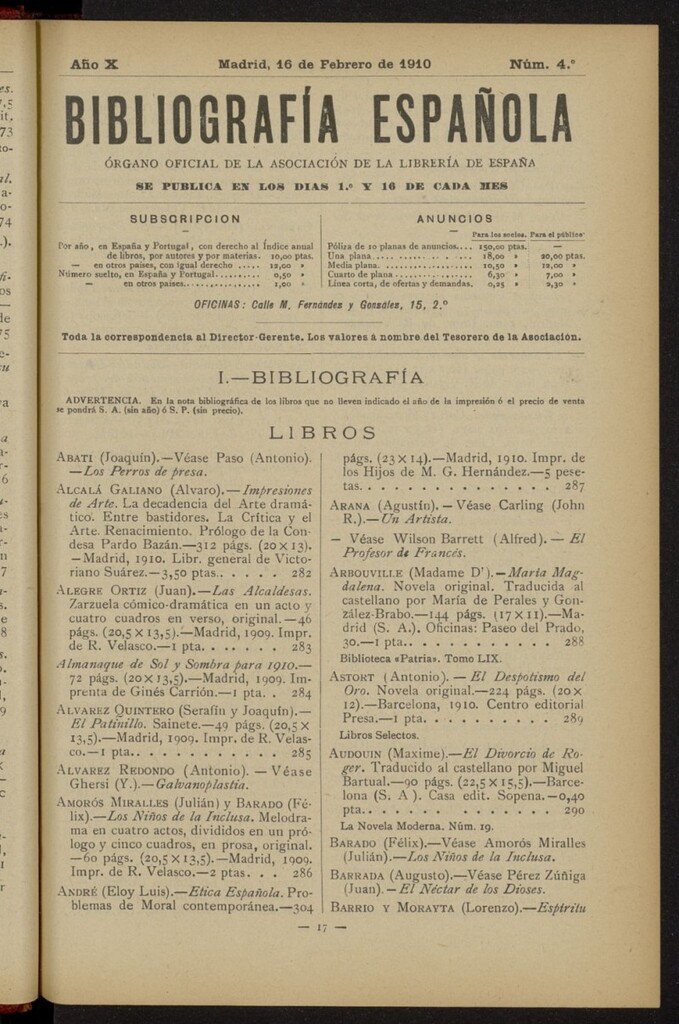 Año X
Madrid, 16 de Febrero de 1910
Núm. 4.º
BIBLIOGRAFÍA ESPAÑOLA
ÓRGANO OFICIAL DE LA ASOCIACIÓN DE LA LIBRERÍA DE ESPAÑA
SE PUBLICA EN LOS DIAS 1.º Y 16 DE CADA MES
SUBSCRIPCION
Por año, en España y Portugal, con derecho al Índice anual
de libros, por autores y por materias. 10,00 ptas.
— en otros países, con igual derecho ..... 12,00 »
Número suelto, en España y Portugal......... 0,50 »
— en otros países............. 1,00 »
ANUNCIOS
Para los socios. Para el público
Póliza de 10 planas de anuncios.... 150,00 ptas. —
Una plana.................... 18,00 » 20,00 ptas.
Media plana................... 10,50 » 12,00 »
Cuarto de plana............... 6,30 » 7,00 »
Línea corta, de ofertas y demandas. 0,25 » 2,30 »
OFICINAS: Calle M. Fernández y González, 15, 2.º
Toda la correspondencia al Director-Gerente. Los valores á nombre del Tesorero de la Asociación.
I.—BIBLIOGRAFÍA
ADVERTENCIA. En la nota bibliográfica de los libros que no lleven indicado el año de la impresión ó el precio de venta
se pondrá S. A. (sin año) ó S. P. (sin precio).
LIBROS
ABATI (Joaquín).—Véase Paso (Antonio).
—Los Perros de presa.
ALCALÁ GALIANO (Alvaro).—Impresiones
de Arte. La decadencia del Arte dramá-
tico. Entre bastidores. La Crítica y el
Arte. Renacimiento. Prólogo de la Con-
desa Pardo Bazán.—312 págs. (20×13).
—Madrid, 1910. Libr. general de Victo-
riano Suárez.—3,50 ptas...... 282
ALEGRE ORTIZ (Juan).—Las Alcaldesas.
Zarzuela cómico-dramática en un acto y
cuatro cuadros en verso, original.—46
págs. (20,5×13,5).—Madrid, 1909. Impr.
de R. Velasco.—1 pta....... 283
Almanaque de Sol y Sombra para 1910.—
72 págs. (20×13,5).—Madrid, 1909. Im-
prenta de Ginés Carrión.—1 pta. . 284
ALVAREZ QUINTERO (Serafín y Joaquín).—
El Patinillo. Sainete.—49 págs. (20,5×
13,5).—Madrid, 1909. Impr. de R. Velas-
co.—1 pta............. 285
ALVAREZ REDONDO (Antonio). — Véase
Ghersi (Y.).—Galvanoplastia.
AMORÓS MIRALLES (Julián) y BARADO (Fé-
lix).—Los Niños de la Inclusa. Melodra-
ma en cuatro actos, divididos en un pró-
logo y cinco cuadros, en prosa, original.
—60 págs. (20,5×13,5).—Madrid, 1909.
Impr. de R. Velasco.—2 ptas. . . 286
ANDRÉ (Eloy Luis).—Etica Española. Pro-
blemas de Moral contemporánea.—304
págs. (23×14).—Madrid, 1910. Impr. de
los Hijos de M. G. Hernández.—5 pese-
tas................ 287
ARANA (Agustín). — Véase Carling (John
R.).—Un Artista.
— Véase Wilson Barrett (Alfred). — El
Profesor de Francés.
ARBOUVILLE (Madame D').—María Mag-
dalena. Novela original. Traducida al
castellano por María de Perales y Gon-
zález-Brabo.—144 págs. (17×11).—Ma-
drid (S. A.). Oficinas: Paseo del Prado,
30.—1 pta............ 288
Biblioteca «Patria». Tomo LIX.
ASTORT (Antonio). — El Despotismo del
Oro. Novela original.—224 págs. (20×
12).—Barcelona, 1910. Centro editorial
Presa.—1 pta.......... 289
Libros Selectos.
AUDOUIN (Maxime).—El Divorcio de Ro-
ger. Traducido al castellano por Miguel
Bartual.—90 págs. (22,5×15,5).—Barce-
lona (S. A ). Casa edit. Sopena.—0,40
pta................ 290
La Novela Moderna. Núm. 19.
BARADO (Félix).—Véase Amorós Miralles
(Julián).—Los Niños de la Inclusa.
BARRADA (Augusto).—Véase Pérez Zúñiga
(Juan). — El Néctar de los Dioses.
BARRIO Y MORAYTA (Lorenzo).—Espíritu
— 17 —